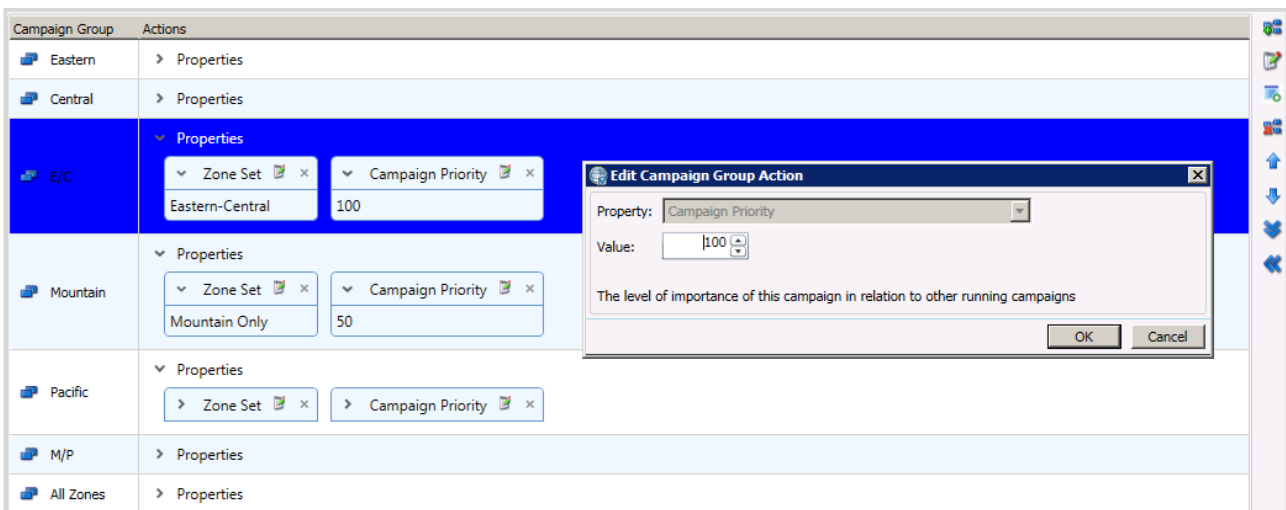 Campaign Group Actions
Eastern Properties
Central Properties
Properties
E/C
Zone Set Campaign Priority
Eastern-Central 100
Edit Campaign Group Action
Property: Campaign Priority
Value: 100
The level of importance of this campaign in relation to other running campaigns
OK Cancel
Properties
Mountain
Zone Set Campaign Priority
Mountain Only 50
Properties
Pacific
Zone Set Campaign Priority
M/P Properties
All Zones Properties